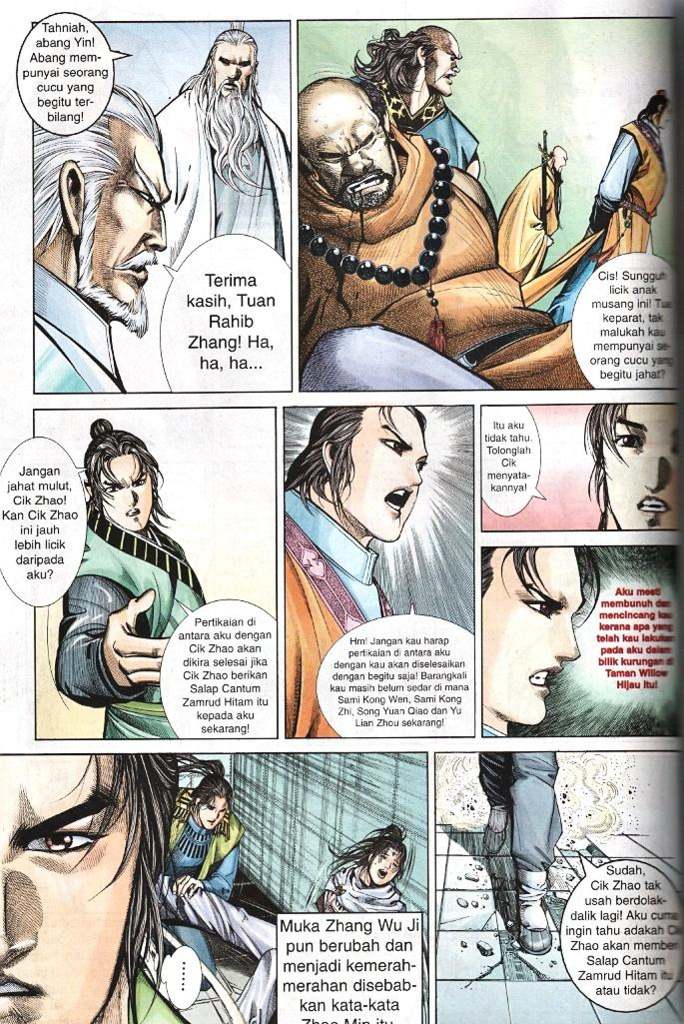 Tahniah,
abang Yin!
Abang mem-
punyai seorang
cucu yang
begitu ter-
bilang!
Terima
kasih, Tuan
Rahib
Zhang! Ha,
ha, ha...
Cis! Sungguh
licik anak
musang ini! Tua
keparat, tak
malukah kau
mempunyai se-
orang cucu yang
begitu jahat?
Jangan
jahat mulut,
Cik Zhao!
Kan Cik Zhao
ini jauh
lebih licik
daripada
aku?
Pertikaian di
antara aku dengan
Cik Zhao akan
dikira selesai jika
Cik Zhao berikan
Salap Cantum
Zamrud Hitam itu
kepada aku
sekarang!
Hm! Jangan kau harap
pertikaian di antara aku
dengan kau akan diselesaikan
dengan begitu saja! Barangkali
kau masih belum sedar di mana
Sami Kong Wen, Sami Kong
Zhi, Song Yuan Qiao dan Yu
Lian Zhou sekarang!
Itu aku
tidak tahu.
Tolonglah
Cik
menyata-
kannya!
Aku mesti
membunuh dan
mencincang kau
kerana apa yang
telah kau lakukan
pada aku dalam
bilik kurungan di
Taman Willow
Hijau itu!
....
Muka Zhang Wu Ji
pun berubah dan
menjadi kemerah-
merahan disebab-
kan kata-kata
Zhao Min itu
Sudah,
Cik Zhao tak
usah berdolak-
dalik lagi! Aku cuma
ingin tahu adakah Cik
Zhao akan memberi
Salap Cantum
Zamrud Hitam itu
atau tidak?